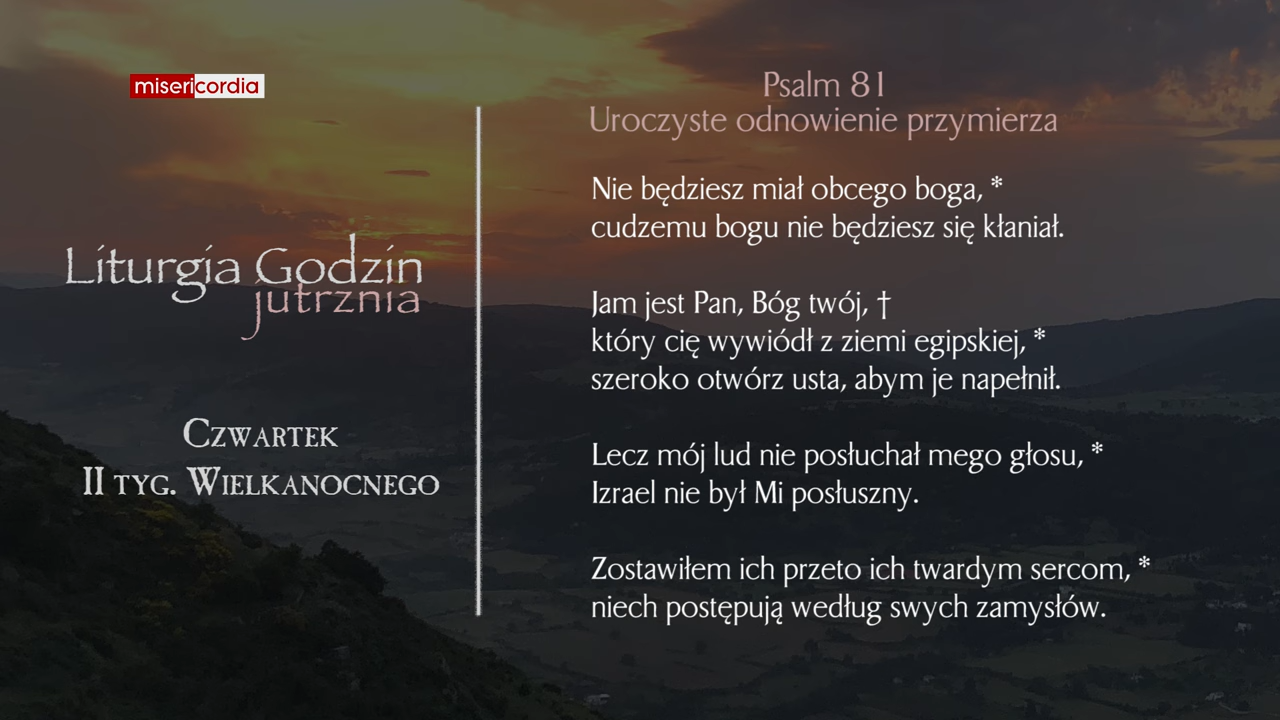 misericordia
Liturgia Godzin
jutrznia
Czwartek
II tyg. Wielkanocnego
Psalm 81
Uroczyste odnowienie przymierza
Nie będziesz miał obcego boga, *
cudzemu bogu nie będziesz się kłaniał.
Jam jest Pan, Bóg twój, †
który cię wywiódł z ziemi egipskiej, *
szeroko otwórz usta, abym je napełnił.
Lecz mój lud nie posłuchał mego głosu, *
Izrael nie był Mi posłuszny.
Zostawiłem ich przeto ich twardym sercom, *
niech postępują według swych zamysłów.